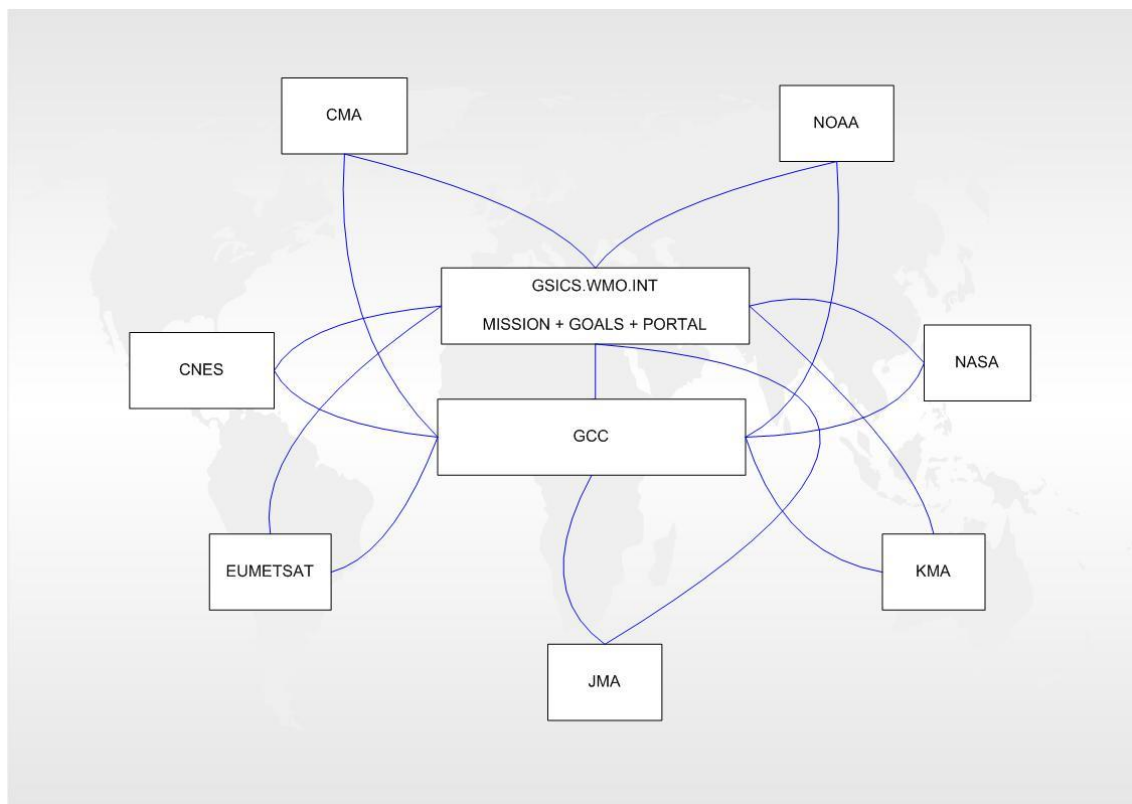 CMA
NOAA
GSICS.WMO.INT
MISSION + GOALS + PORTAL
CNES
NASA
GCC
EUMETSAT
KMA
JMA